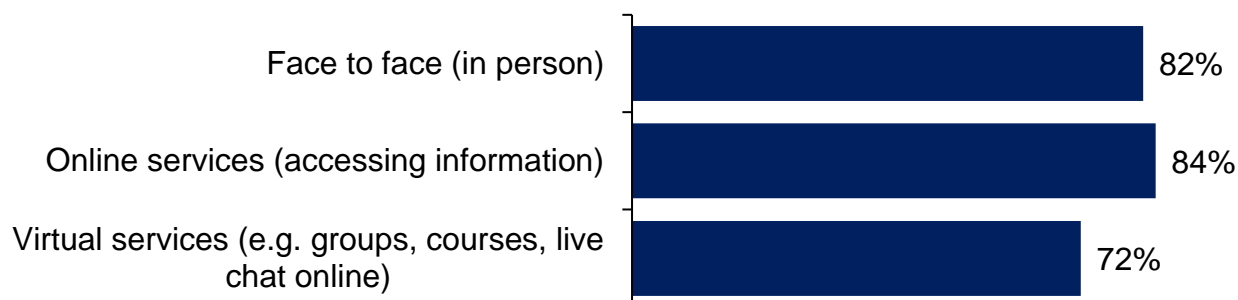 Face to face (in person)
82%
Online services (accessing information)
84%
Virtual services (e.g. groups, courses, live
chat online)
72%